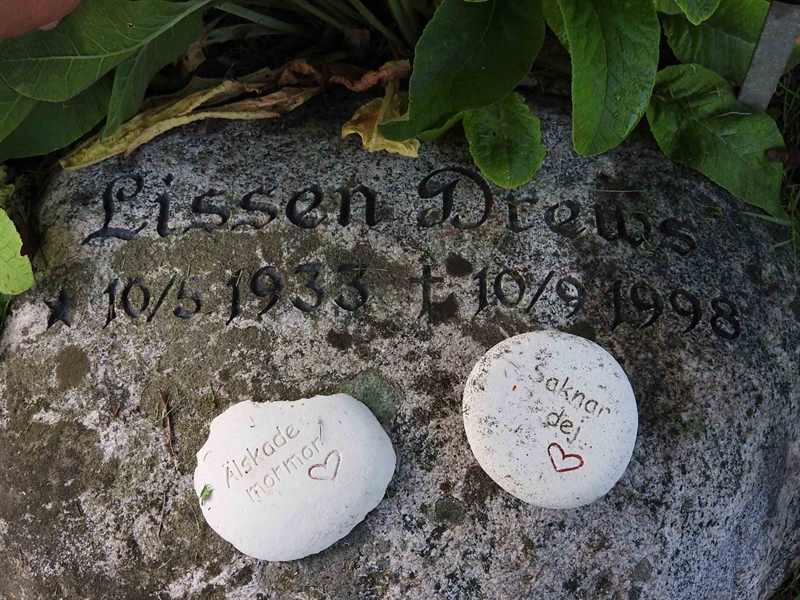 Lissen Drews
★ 10/5 1933 † 10/9 1998
Älskade
mormor
Saknar
dej...